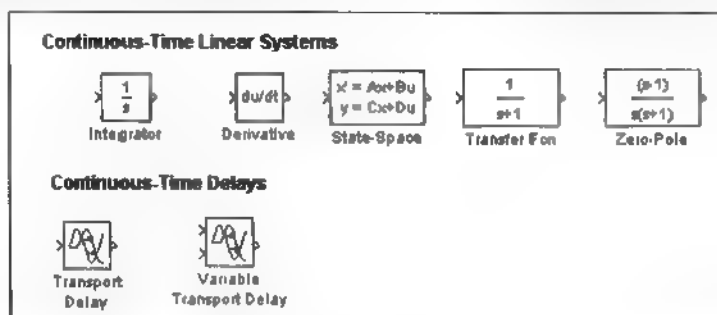 Continuous-Time Linear Systems
1
s
Integrator
du/dt
Derivative
x' = Ax+Bu
y = Cx+Du
State-Space
1
s+1
Transfer Fcn
(s-1)
s(s+1)
Zero-Pole
Continuous-Time Delays
Transport
Delay
Variable
Transport Delay